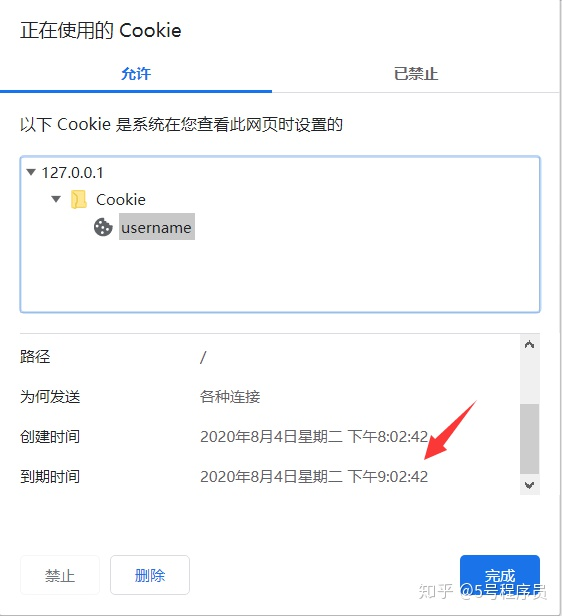 正在使用的 Cookie
允许 已禁止
以下 Cookie 是系统在您查看此网页时设置的
127.0.0.1
Cookie
username
路径 /
为何发送 各种连接
创建时间 2020年8月4日星期二 下午8:02:42
到期时间 2020年8月4日星期二 下午9:02:42
禁止 删除 完成
知乎 @5号程序员